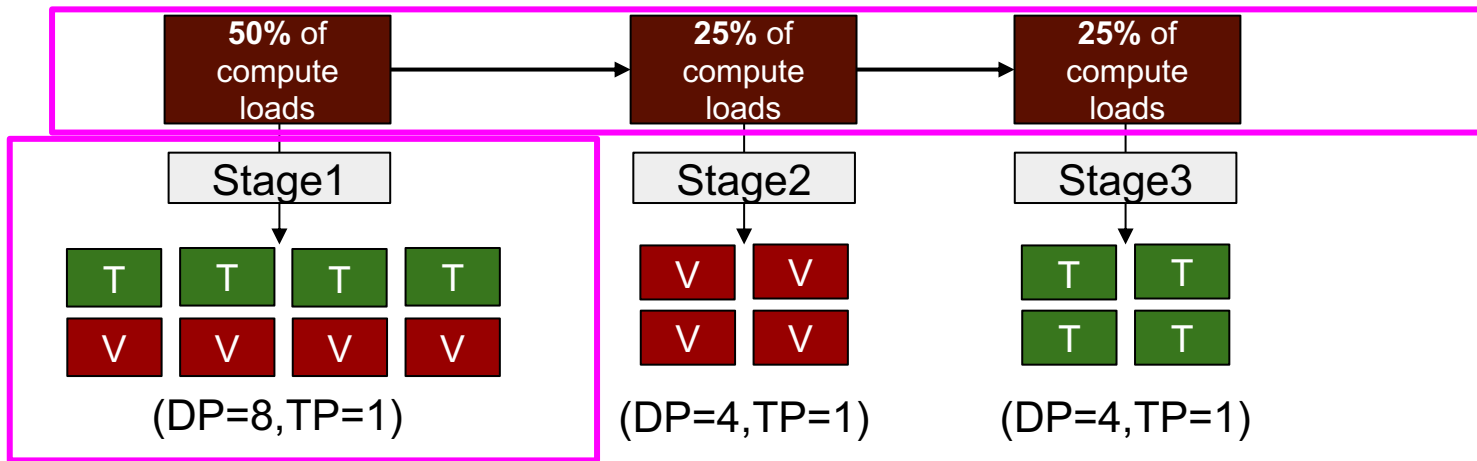 50% of
compute
loads
25% of
compute
loads
25% of
compute
loads
Stage1
Stage2
Stage3
T T T T
V V V V
V V
V V
T T
T T
(DP=8,TP=1)
(DP=4,TP=1)
(DP=4,TP=1)